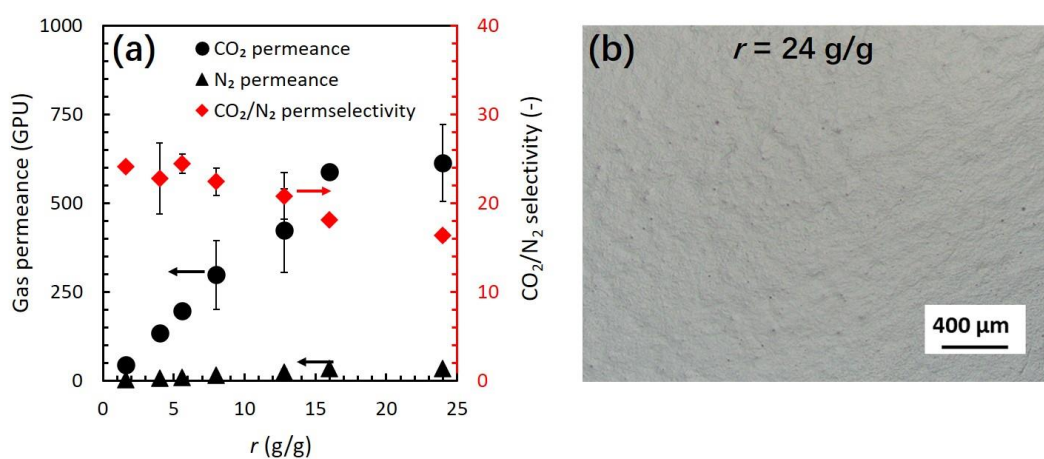 (a)
CO₂ permeance
N₂ permeance
CO₂/N₂ permselectivity
Gas permeance (GPU)
1000
750
500
250
0
40
30
20
10
0
CO₂/N₂ selectivity (-)
0 5 10 15 20 25
r (g/g)
(b)
r = 24 g/g
400 µm